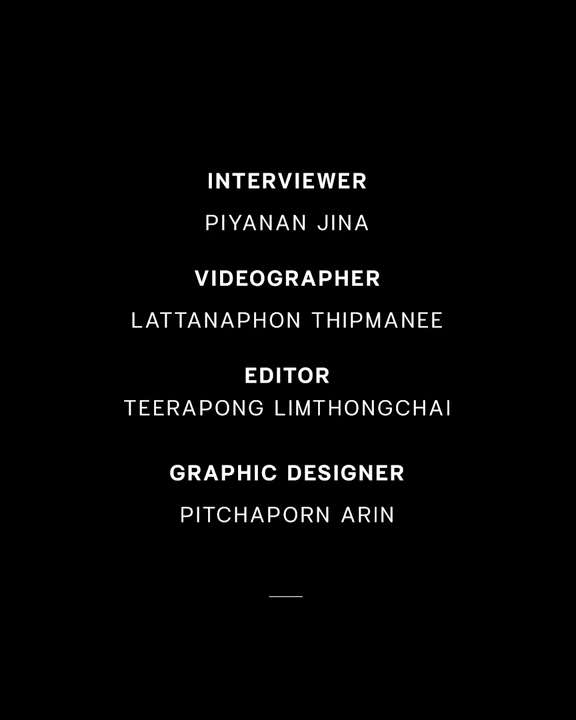 INTERVIEWER
PIYANAN JINA
VIDEOGRAPHER
LATTANAPHON THIPMANEE
EDITOR
TEERAPONG LIMTHONGCHAI
GRAPHIC DESIGNER
PITCHAPORN ARIN